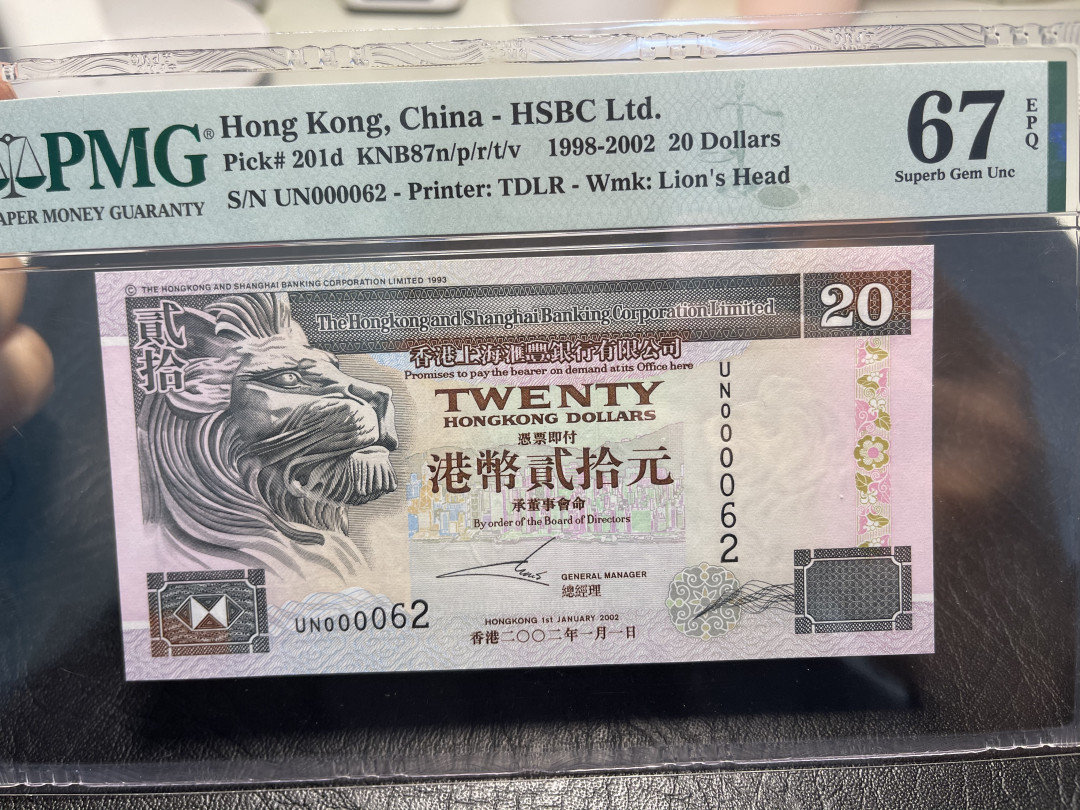 PMG®
APER MONEY GUARANTY
Hong Kong, China - HSBC Ltd.
Pick# 201d KNB87n/p/r/t/v 1998-2002 20 Dollars
S/N UN000062 - Printer: TDLR - Wmk: Lion's Head
67
EPQ
Superb Gem Unc
© THE HONGKONG AND SHANGHAI BANKING CORPORATION LIMITED 1993
貳拾
The Hongkong and Shanghai Banking Corporation Limited
20
香港上海滙豐銀行有限公司
Promises to pay the bearer on demand at its Office here
TWENTY
HONGKONG DOLLARS
憑票即付
港幣貳拾元
承董事會命
By order of the Board of Directors
UN000062
GENERAL MANAGER
總經理
UN000062
HONGKONG 1st JANUARY 2002
香港二〇〇二年一月一日